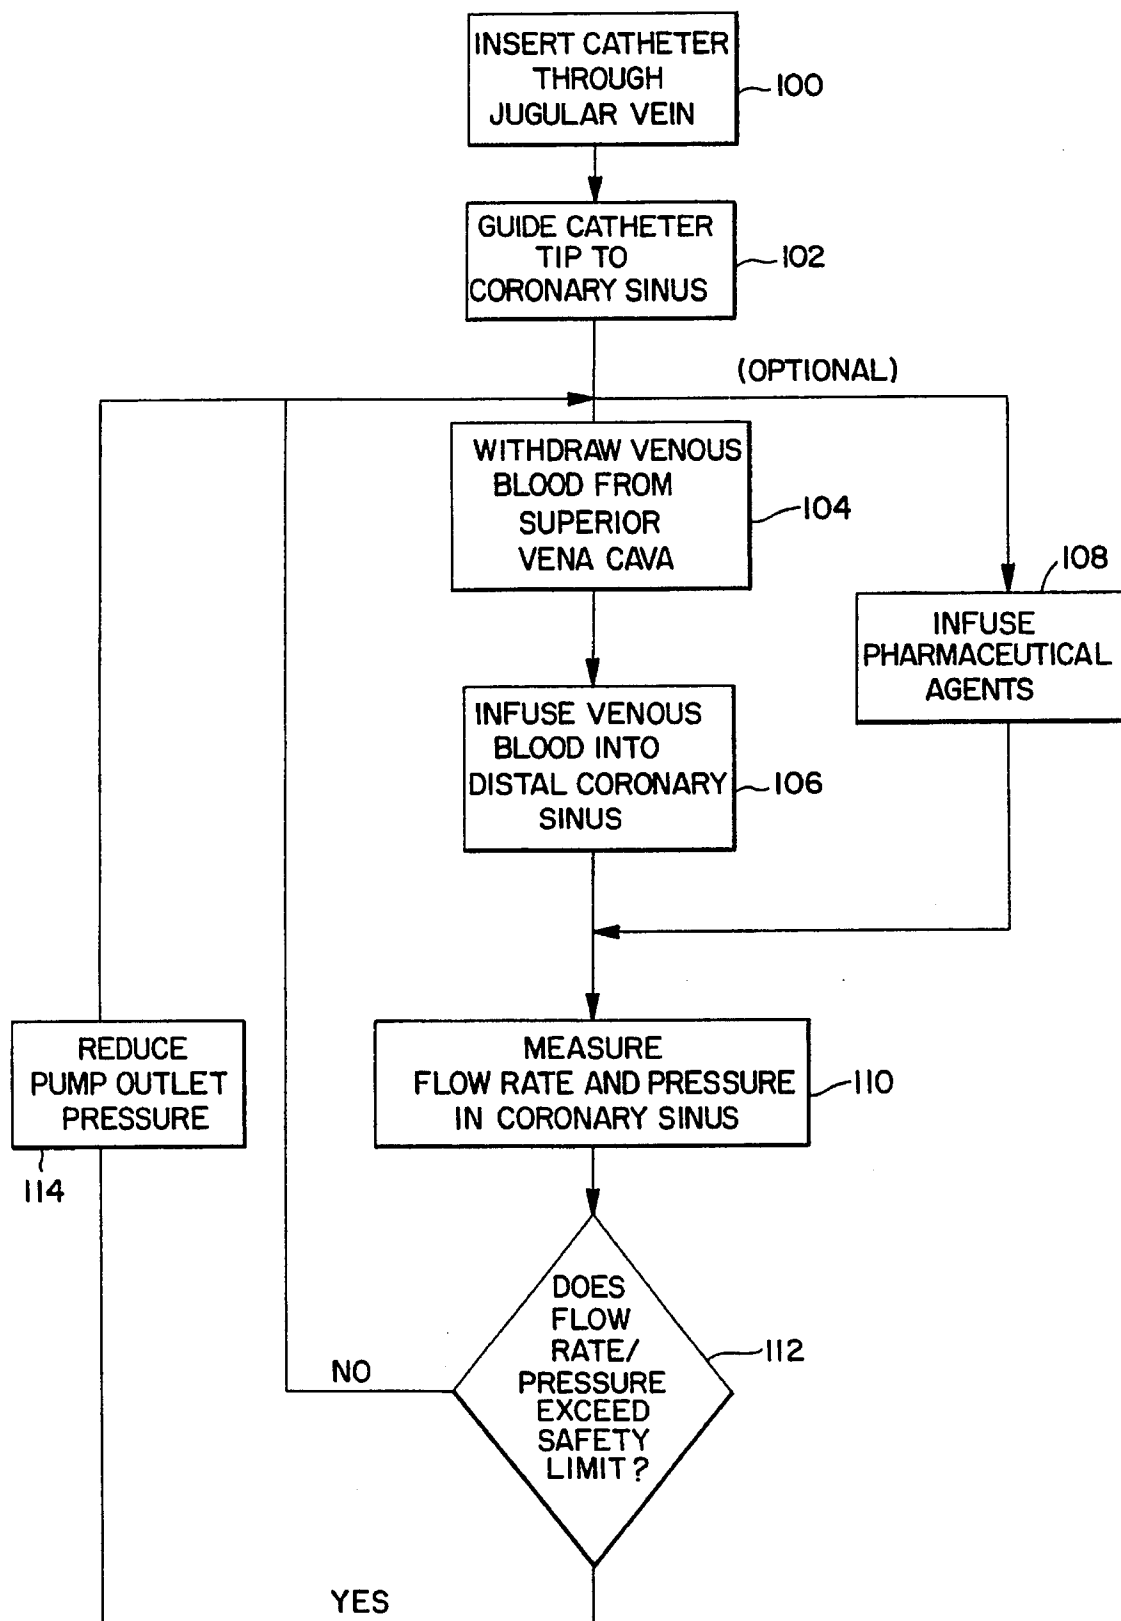 INSERT CATHETER
THROUGH
JUGULAR VEIN
100
GUIDE CATHETER
TIP TO
CORONARY SINUS
102
(OPTIONAL)
WITHDRAW VENOUS
BLOOD FROM
SUPERIOR
VENA CAVA
104
108
INFUSE
PHARMACEUTICAL
AGENTS
INFUSE VENOUS
BLOOD INTO
DISTAL CORONARY
SINUS
106
REDUCE
PUMP OUTLET
PRESSURE
114
MEASURE
FLOW RATE AND PRESSURE
IN CORONARY SINUS
110
DOES
FLOW
RATE/
PRESSURE
EXCEED
SAFETY
LIMIT?
112
NO
YES